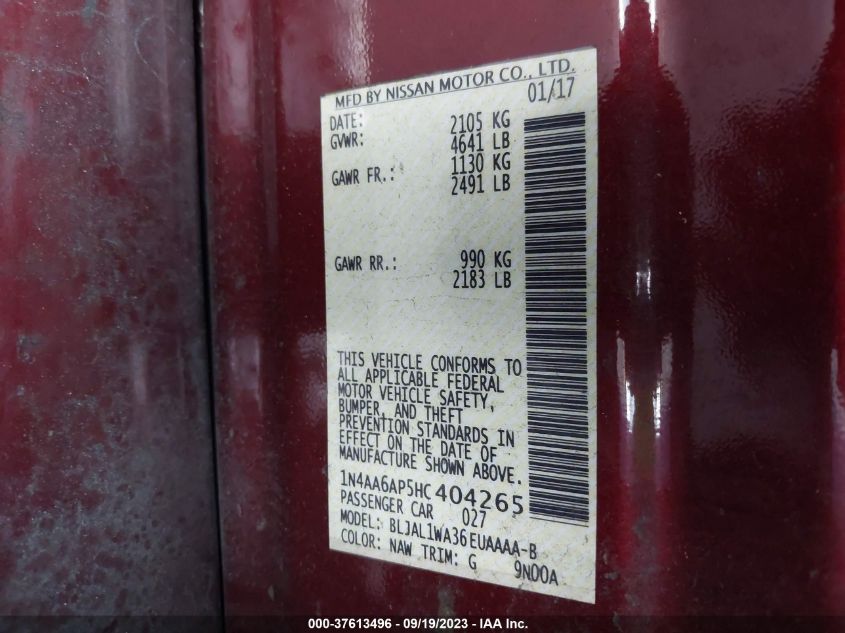 MFD BY NISSAN MOTOR CO., LTD.
DATE: 01/17
GVWR: 2105 KG
4641 LB
GAWR FR.: 1130 KG
2491 LB
GAWR RR.: 990 KG
2183 LB
THIS VEHICLE CONFORMS TO
ALL APPLICABLE FEDERAL
MOTOR VEHICLE SAFETY,
BUMPER, AND THEFT
PREVENTION STANDARDS IN
EFFECT ON THE DATE OF
MANUFACTURE SHOWN ABOVE.
1N4AA6AP5HC404265
PASSENGER CAR 027
MODEL: BLJAL1WA36EUAAAA-B
COLOR: NAW TRIM: G 9N00A
000-37613496 - 09/19/2023 - IAA Inc.